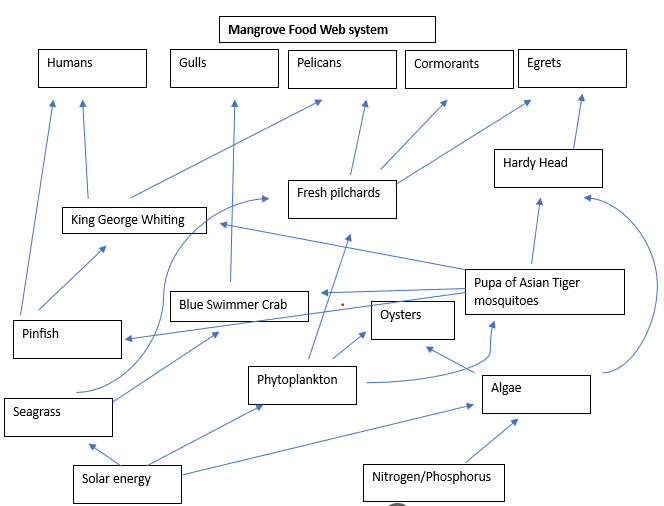 Mangrove Food Web system
Humans
Gulls
Pelicans
Cormorants
Egrets
Hardy Head
Fresh pilchards
King George Whiting
Pupa of Asian Tiger
mosquitoes
Blue Swimmer Crab
Oysters
Pinfish
Phytoplankton
Algae
Seagrass
Solar energy
Nitrogen/Phosphorus